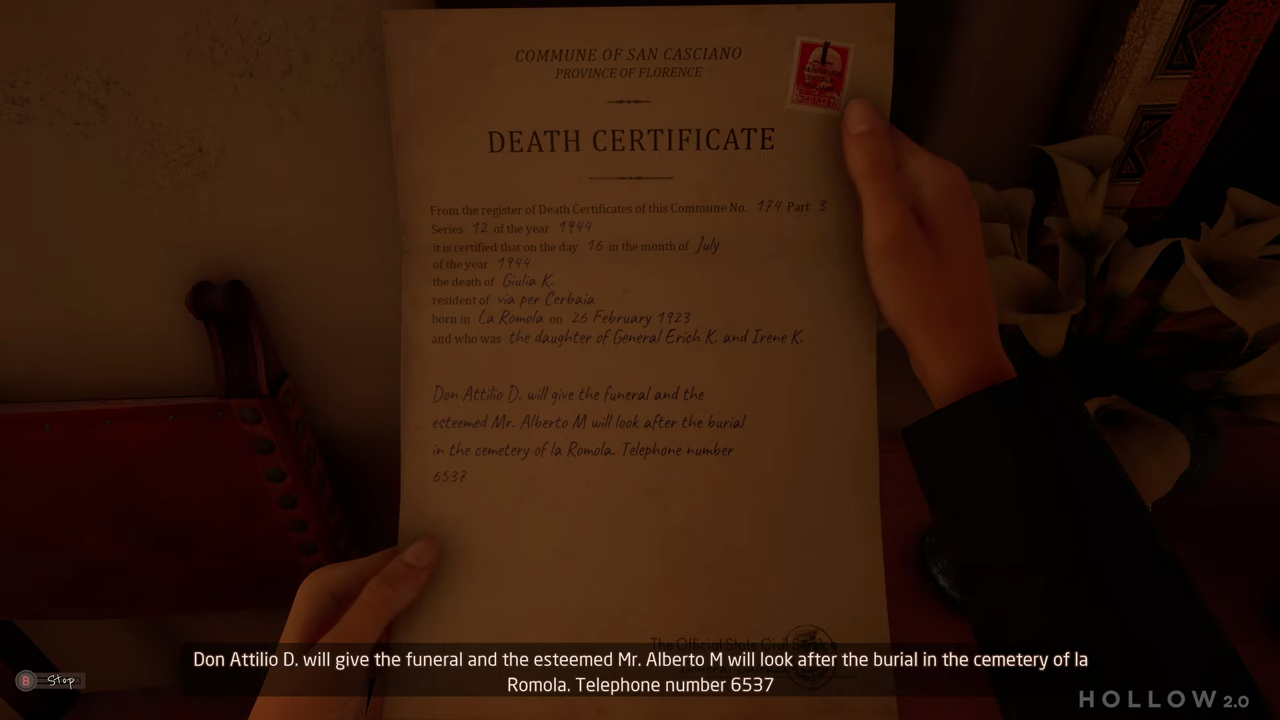 COMMUNE OF SAN CASCIANO
PROVINCE OF FLORENCE
DEATH CERTIFICATE
From the register of Death Certificates of this Commune No. 174 Part 3
Series 12 of the year 1944
it is certified that on the day 16 in the month of July
of the year 1944
the death of Giulia K.
resident of via per Cerbaia
born in La Romola on 26 February 1923
and who was the daughter of General Erich K. and Irene K.
Don Attilio D. will give the funeral and the
esteemed Mr. Alberto M will look after the burial
in the cemetery of la Romola. Telephone number
6537
The Official State Civil Service
Don Attilio D. will give the funeral and the esteemed Mr. Alberto M will look after the burial in the cemetery of la
Romola. Telephone number 6537
B Stop
HOLLOW 2.0